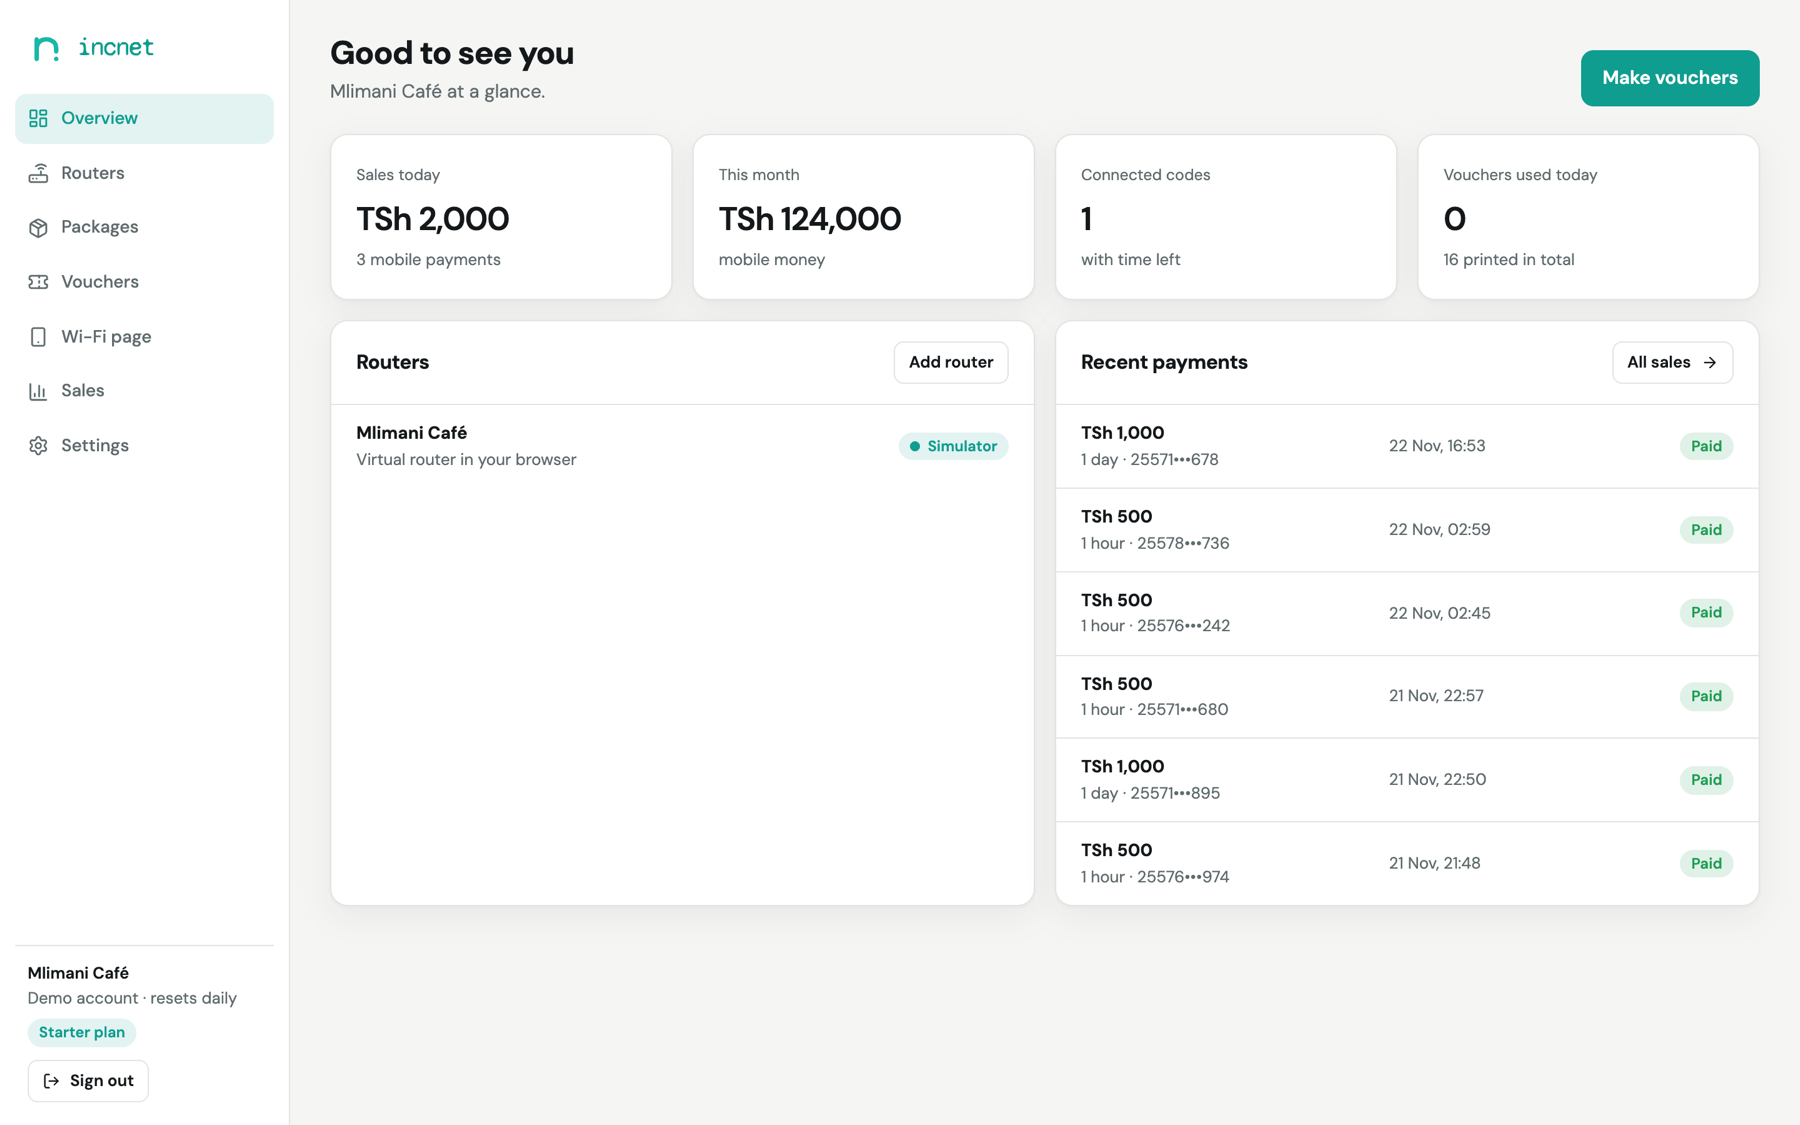 incnet
Overview
Routers
Packages
Vouchers
Wi-Fi page
Sales
Settings
Mlimani Café
Demo account · resets daily
Starter plan
Sign out
Good to see you
Mlimani Café at a glance.
Make vouchers
Sales today
TSh 2,000
3 mobile payments
This month
TSh 124,000
mobile money
Connected codes
1
with time left
Vouchers used today
0
16 printed in total
Routers
Add router
Mlimani Café
Virtual router in your browser
Simulator
Recent payments
All sales →
TSh 1,000
1 day · 25571•••678
22 Nov, 16:53
Paid
TSh 500
1 hour · 25578•••736
22 Nov, 02:59
Paid
TSh 500
1 hour · 25576•••242
22 Nov, 02:45
Paid
TSh 500
1 hour · 25571•••680
21 Nov, 22:57
Paid
TSh 1,000
1 day · 25571•••895
21 Nov, 22:50
Paid
TSh 500
1 hour · 25576•••974
21 Nov, 21:48
Paid